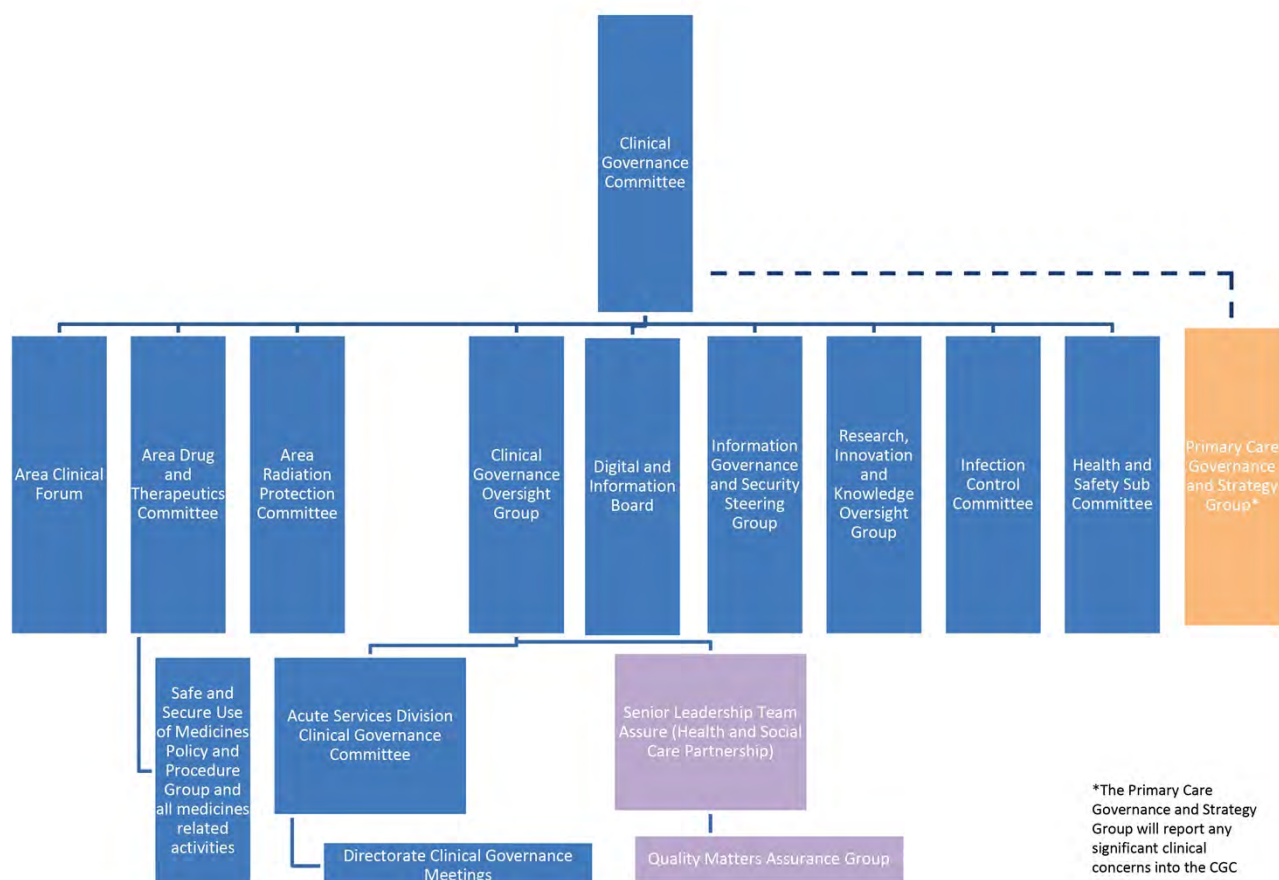 Clinical
Governance
Committee
Area Clinical
Forum
Area Drug
and
Therapeutics
Committee
Area
Radiation
Protection
Committee
Clinical
Governance
Oversight
Group
Digital and
Information
Board
Information
Governance
and Security
Steering
Group
Research,
Innovation
and
Knowledge
Oversight
Group
Infection
Control
Committee
Health and
Safety Sub
Committee
Primary Care
Governance
and Strategy
Group*
Safe and
Secure Use
of Medicines
Policy and
Procedure
Group and
all medicines
related
activities
Acute Services Division
Clinical Governance
Committee
Senior Leadership Team
Assure (Health and Social
Care Partnership)
Directorate Clinical Governance
Meetings
Quality Matters Assurance Group
*The Primary Care
Governance and Strategy
Group will report any
significant clinical
concerns into the CGC